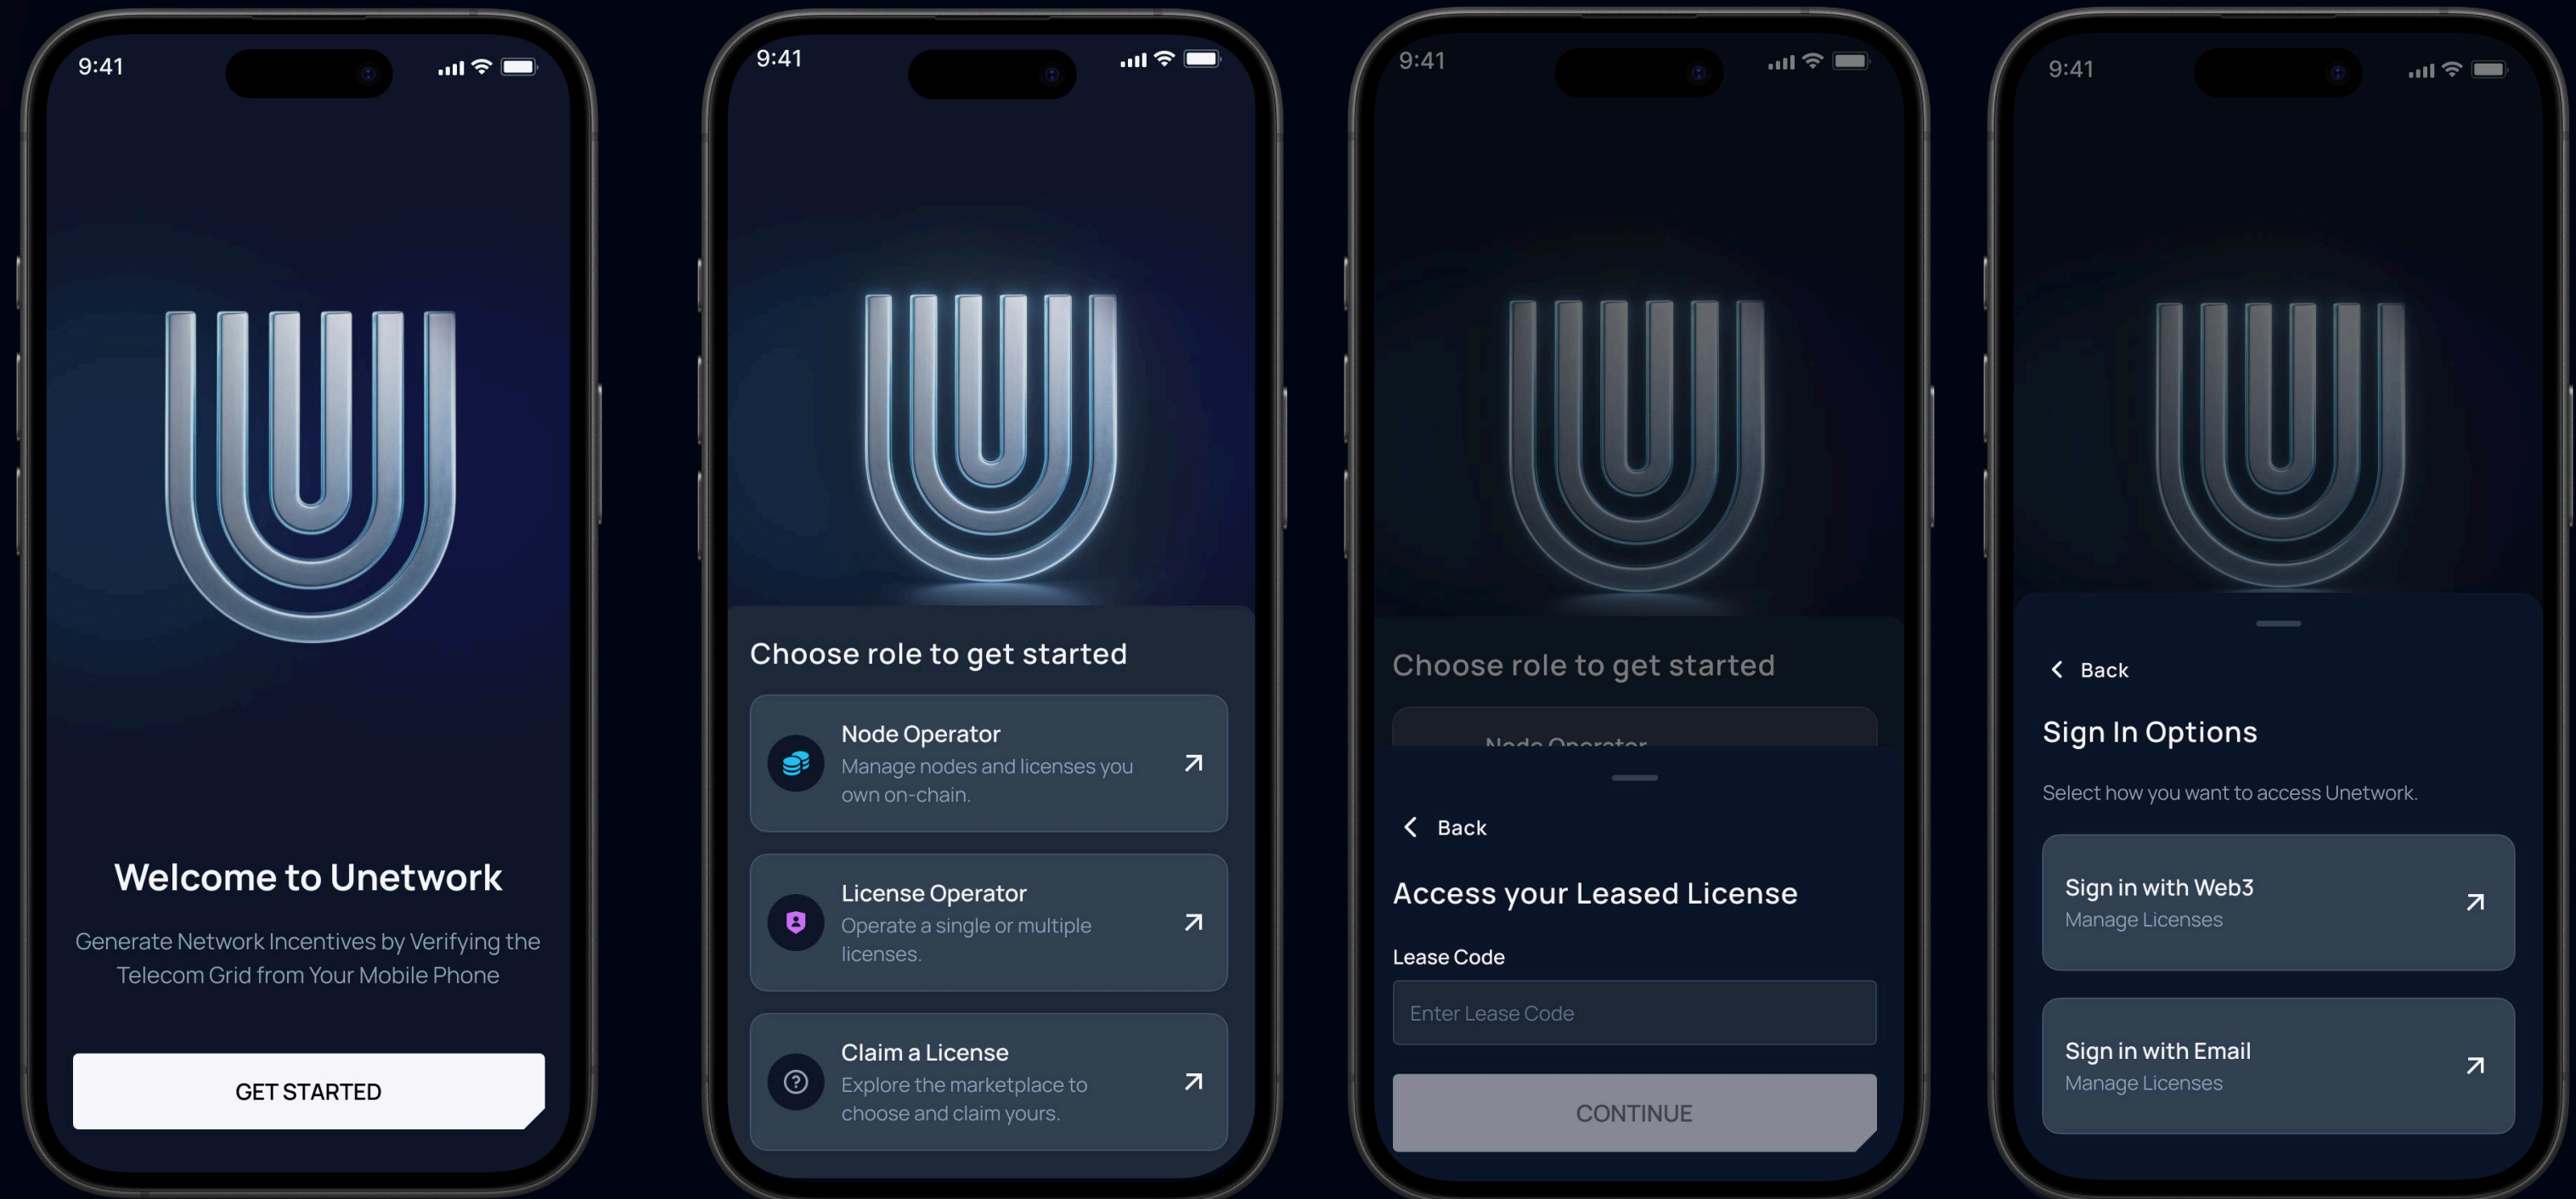 9:41
Welcome to Unetwork
Generate Network Incentives by Verifying the
Telecom Grid from Your Mobile Phone
GET STARTED
9:41
Choose role to get started
Node Operator
Manage nodes and licenses you
own on-chain.
License Operator
Operate a single or multiple
licenses.
Claim a License
Explore the marketplace to
choose and claim yours.
9:41
Choose role to get started
Node Operator
Back
Access your Leased License
Lease Code
Enter Lease Code
CONTINUE
9:41
Back
Sign In Options
Select how you want to access Unetwork.
Sign in with Web3
Manage Licenses
Sign in with Email
Manage Licenses